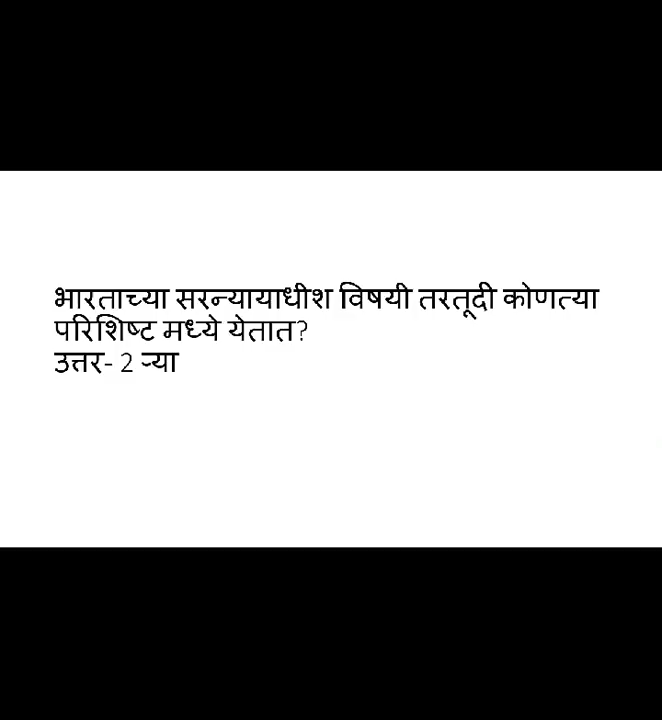 भारताच्या सरन्यायाधीश विषयी तरतूदी कोणत्या
परिशिष्ट मध्ये येतात?
उत्तर- 2 ऱ्या